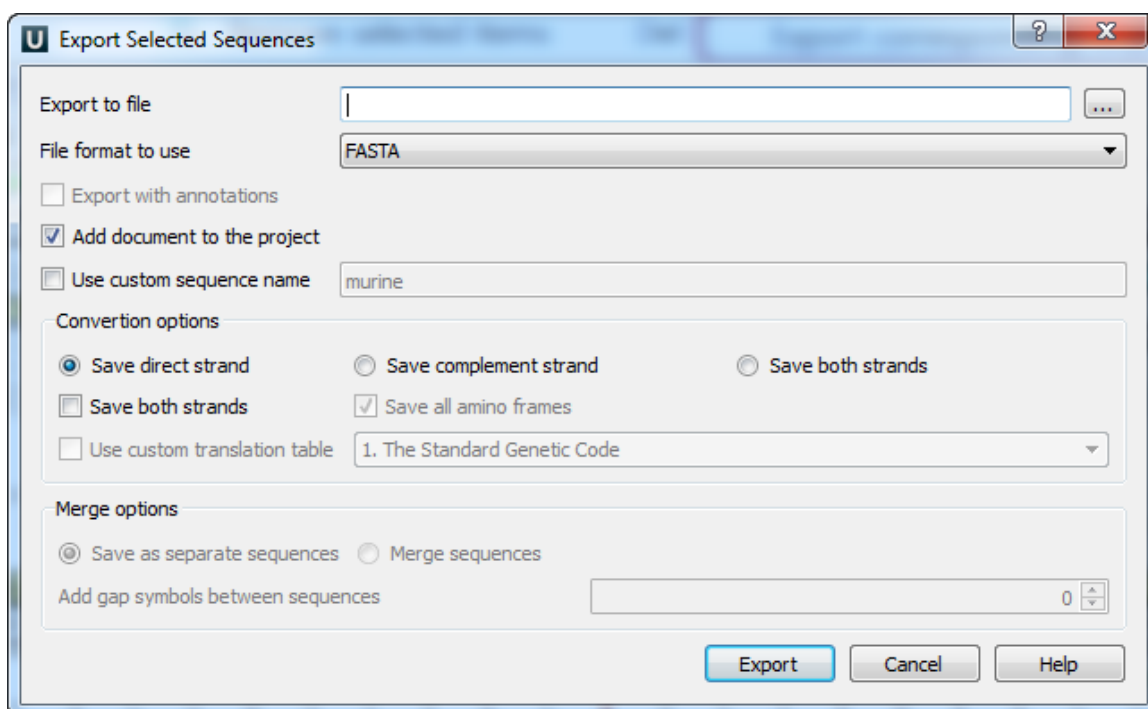 U Export Selected Sequences
Export to file ...
File format to use FASTA
Export with annotations
Add document to the project
Use custom sequence name murine
Convertion options
Save direct strand Save complement strand Save both strands
Save both strands Save all amino frames
Use custom translation table 1. The Standard Genetic Code
Merge options
Save as separate sequences Merge sequences
Add gap symbols between sequences 0
Export Cancel Help